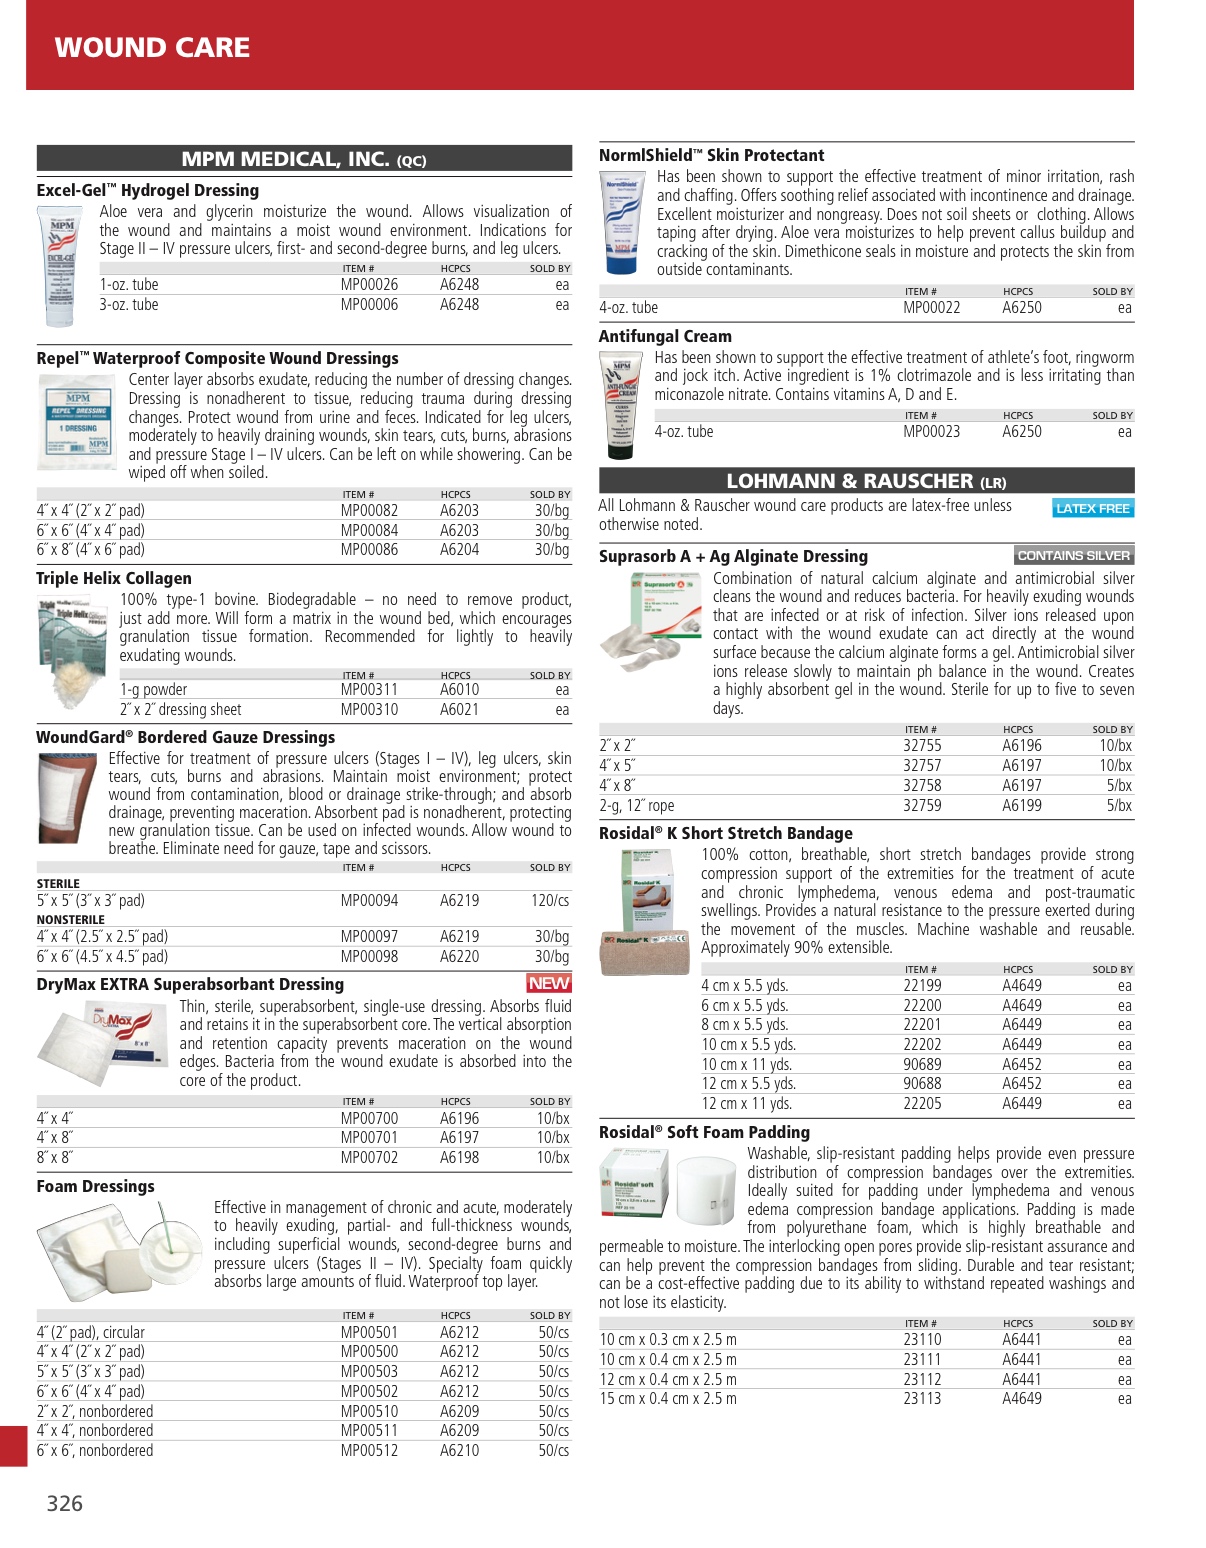 WOUND CARE
MPM MEDICAL, INC. (QC)
Excel-Gel™ Hydrogel Dressing
Aloe vera and glycerin moisturize the wound. Allows visualization of
the wound and maintains a moist wound environment. Indications for
Stage II – IV pressure ulcers, first- and second-degree burns, and leg ulcers.
ITEM # HCPCS SOLD BY
1-oz. tube MP00026 A6248 ea
3-oz. tube MP00006 A6248 ea
Repel™ Waterproof Composite Wound Dressings
Center layer absorbs exudate, reducing the number of dressing changes.
Dressing is nonadherent to tissue, reducing trauma during dressing
changes. Protect wound from urine and feces. Indicated for leg ulcers,
moderately to heavily draining wounds, skin tears, cuts, burns, abrasions
and pressure Stage I – IV ulcers. Can be left on while showering. Can be
wiped off when soiled.
MPM
REPEL™ DRESSING
1 DRESSING
MPM
ITEM # HCPCS SOLD BY
4˝ x 4˝ (2˝ x 2˝ pad) MP00082 A6203 30/bg
6˝ x 6˝ (4˝ x 4˝ pad) MP00084 A6203 30/bg
6˝ x 8˝ (4˝ x 6˝ pad) MP00086 A6204 30/bg
Triple Helix Collagen
100% type-1 bovine. Biodegradable – no need to remove product,
just add more. Will form a matrix in the wound bed, which encourages
granulation tissue formation. Recommended for lightly to heavily
exudating wounds.
ITEM # HCPCS SOLD BY
1-g powder MP00311 A6010 ea
2˝ x 2˝ dressing sheet MP00310 A6021 ea
WoundGard® Bordered Gauze Dressings
Effective for treatment of pressure ulcers (Stages I – IV), leg ulcers, skin
tears, cuts, burns and abrasions. Maintain moist environment; protect
wound from contamination, blood or drainage strike-through; and absorb
drainage, preventing maceration. Absorbent pad is nonadherent, protecting
new granulation tissue. Can be used on infected wounds. Allow wound to
breathe. Eliminate need for gauze, tape and scissors.
ITEM # HCPCS SOLD BY
STERILE
5˝ x 5˝ (3˝ x 3˝ pad) MP00094 A6219 120/cs
NONSTERILE
4˝ x 4˝ (2.5˝ x 2.5˝ pad) MP00097 A6219 30/bg
6˝ x 6˝ (4.5˝ x 4.5˝ pad) MP00098 A6220 30/bg
DryMax EXTRA Superabsorbant Dressing NEW
Thin, sterile, superabsorbent, single-use dressing. Absorbs fluid
and retains it in the superabsorbent core. The vertical absorption
and retention capacity prevents maceration on the wound
edges. Bacteria from the wound exudate is absorbed into the
core of the product.
DryMax
ITEM # HCPCS SOLD BY
4˝ x 4˝ MP00700 A6196 10/bx
4˝ x 8˝ MP00701 A6197 10/bx
8˝ x 8˝ MP00702 A6198 10/bx
Foam Dressings
Effective in management of chronic and acute, moderately
to heavily exuding, partial- and full-thickness wounds,
including superficial wounds, second-degree burns and
pressure ulcers (Stages II – IV). Specialty foam quickly
absorbs large amounts of fluid. Waterproof top layer.
ITEM # HCPCS SOLD BY
4˝ (2˝ pad), circular MP00501 A6212 50/cs
4˝ x 4˝ (2˝ x 2˝ pad) MP00500 A6212 50/cs
5˝ x 5˝ (3˝ x 3˝ pad) MP00503 A6212 50/cs
6˝ x 6˝ (4˝ x 4˝ pad) MP00502 A6212 50/cs
2˝ x 2˝, nonbordered MP00510 A6209 50/cs
4˝ x 4˝, nonbordered MP00511 A6209 50/cs
6˝ x 6˝, nonbordered MP00512 A6210 50/cs
326
NormlShield™ Skin Protectant
Has been shown to support the effective treatment of minor irritation, rash
and chaffing. Offers soothing relief associated with incontinence and drainage.
Excellent moisturizer and nongreasy. Does not soil sheets or clothing. Allows
taping after drying. Aloe vera moisturizes to help prevent callus buildup and
cracking of the skin. Dimethicone seals in moisture and protects the skin from
outside contaminants.
NormlShield
ITEM # HCPCS SOLD BY
4-oz. tube MP00022 A6250 ea
Antifungal Cream
Has been shown to support the effective treatment of athlete’s foot, ringworm
and jock itch. Active ingredient is 1% clotrimazole and is less irritating than
miconazole nitrate. Contains vitamins A, D and E.
ITEM # HCPCS SOLD BY
4-oz. tube MP00023 A6250 ea
LOHMANN & RAUSCHER (LR)
All Lohmann & Rauscher wound care products are latex-free unless
otherwise noted.
LATEX FREE
Suprasorb A + Ag Alginate Dressing CONTAINS SILVER
Combination of natural calcium alginate and antimicrobial silver
cleans the wound and reduces bacteria. For heavily exuding wounds
that are infected or at risk of infection. Silver ions released upon
contact with the wound exudate can act directly at the wound
surface because the calcium alginate forms a gel. Antimicrobial silver
ions release slowly to maintain ph balance in the wound. Creates
a highly absorbent gel in the wound. Sterile for up to five to seven
days.
ITEM # HCPCS SOLD BY
2˝ x 2˝ 32755 A6196 10/bx
4˝ x 5˝ 32757 A6197 10/bx
4˝ x 8˝ 32758 A6197 5/bx
2-g, 12˝ rope 32759 A6199 5/bx
Rosidal® K Short Stretch Bandage
100% cotton, breathable, short stretch bandages provide strong
compression support of the extremities for the treatment of acute
and chronic lymphedema, venous edema and post-traumatic
swellings. Provides a natural resistance to the pressure exerted during
the movement of the muscles. Machine washable and reusable.
Approximately 90% extensible.
Rosidal® K
ITEM # HCPCS SOLD BY
4 cm x 5.5 yds. 22199 A4649 ea
6 cm x 5.5 yds. 22200 A4649 ea
8 cm x 5.5 yds. 22201 A6449 ea
10 cm x 5.5 yds. 22202 A6449 ea
10 cm x 11 yds. 90689 A6452 ea
12 cm x 5.5 yds. 90688 A6452 ea
12 cm x 11 yds. 22205 A6449 ea
Rosidal® Soft Foam Padding
Washable, slip-resistant padding helps provide even pressure
distribution of compression bandages over the extremities.
Ideally suited for padding under lymphedema and venous
edema compression bandage applications. Padding is made
from polyurethane foam, which is highly breathable and
permeable to moisture. The interlocking open pores provide slip-resistant assurance and
can help prevent the compression bandages from sliding. Durable and tear resistant;
can be a cost-effective padding due to its ability to withstand repeated washings and
not lose its elasticity.
Rosidal® soft
ITEM # HCPCS SOLD BY
10 cm x 0.3 cm x 2.5 m 23110 A6441 ea
10 cm x 0.4 cm x 2.5 m 23111 A6441 ea
12 cm x 0.4 cm x 2.5 m 23112 A6441 ea
15 cm x 0.4 cm x 2.5 m 23113 A4649 ea